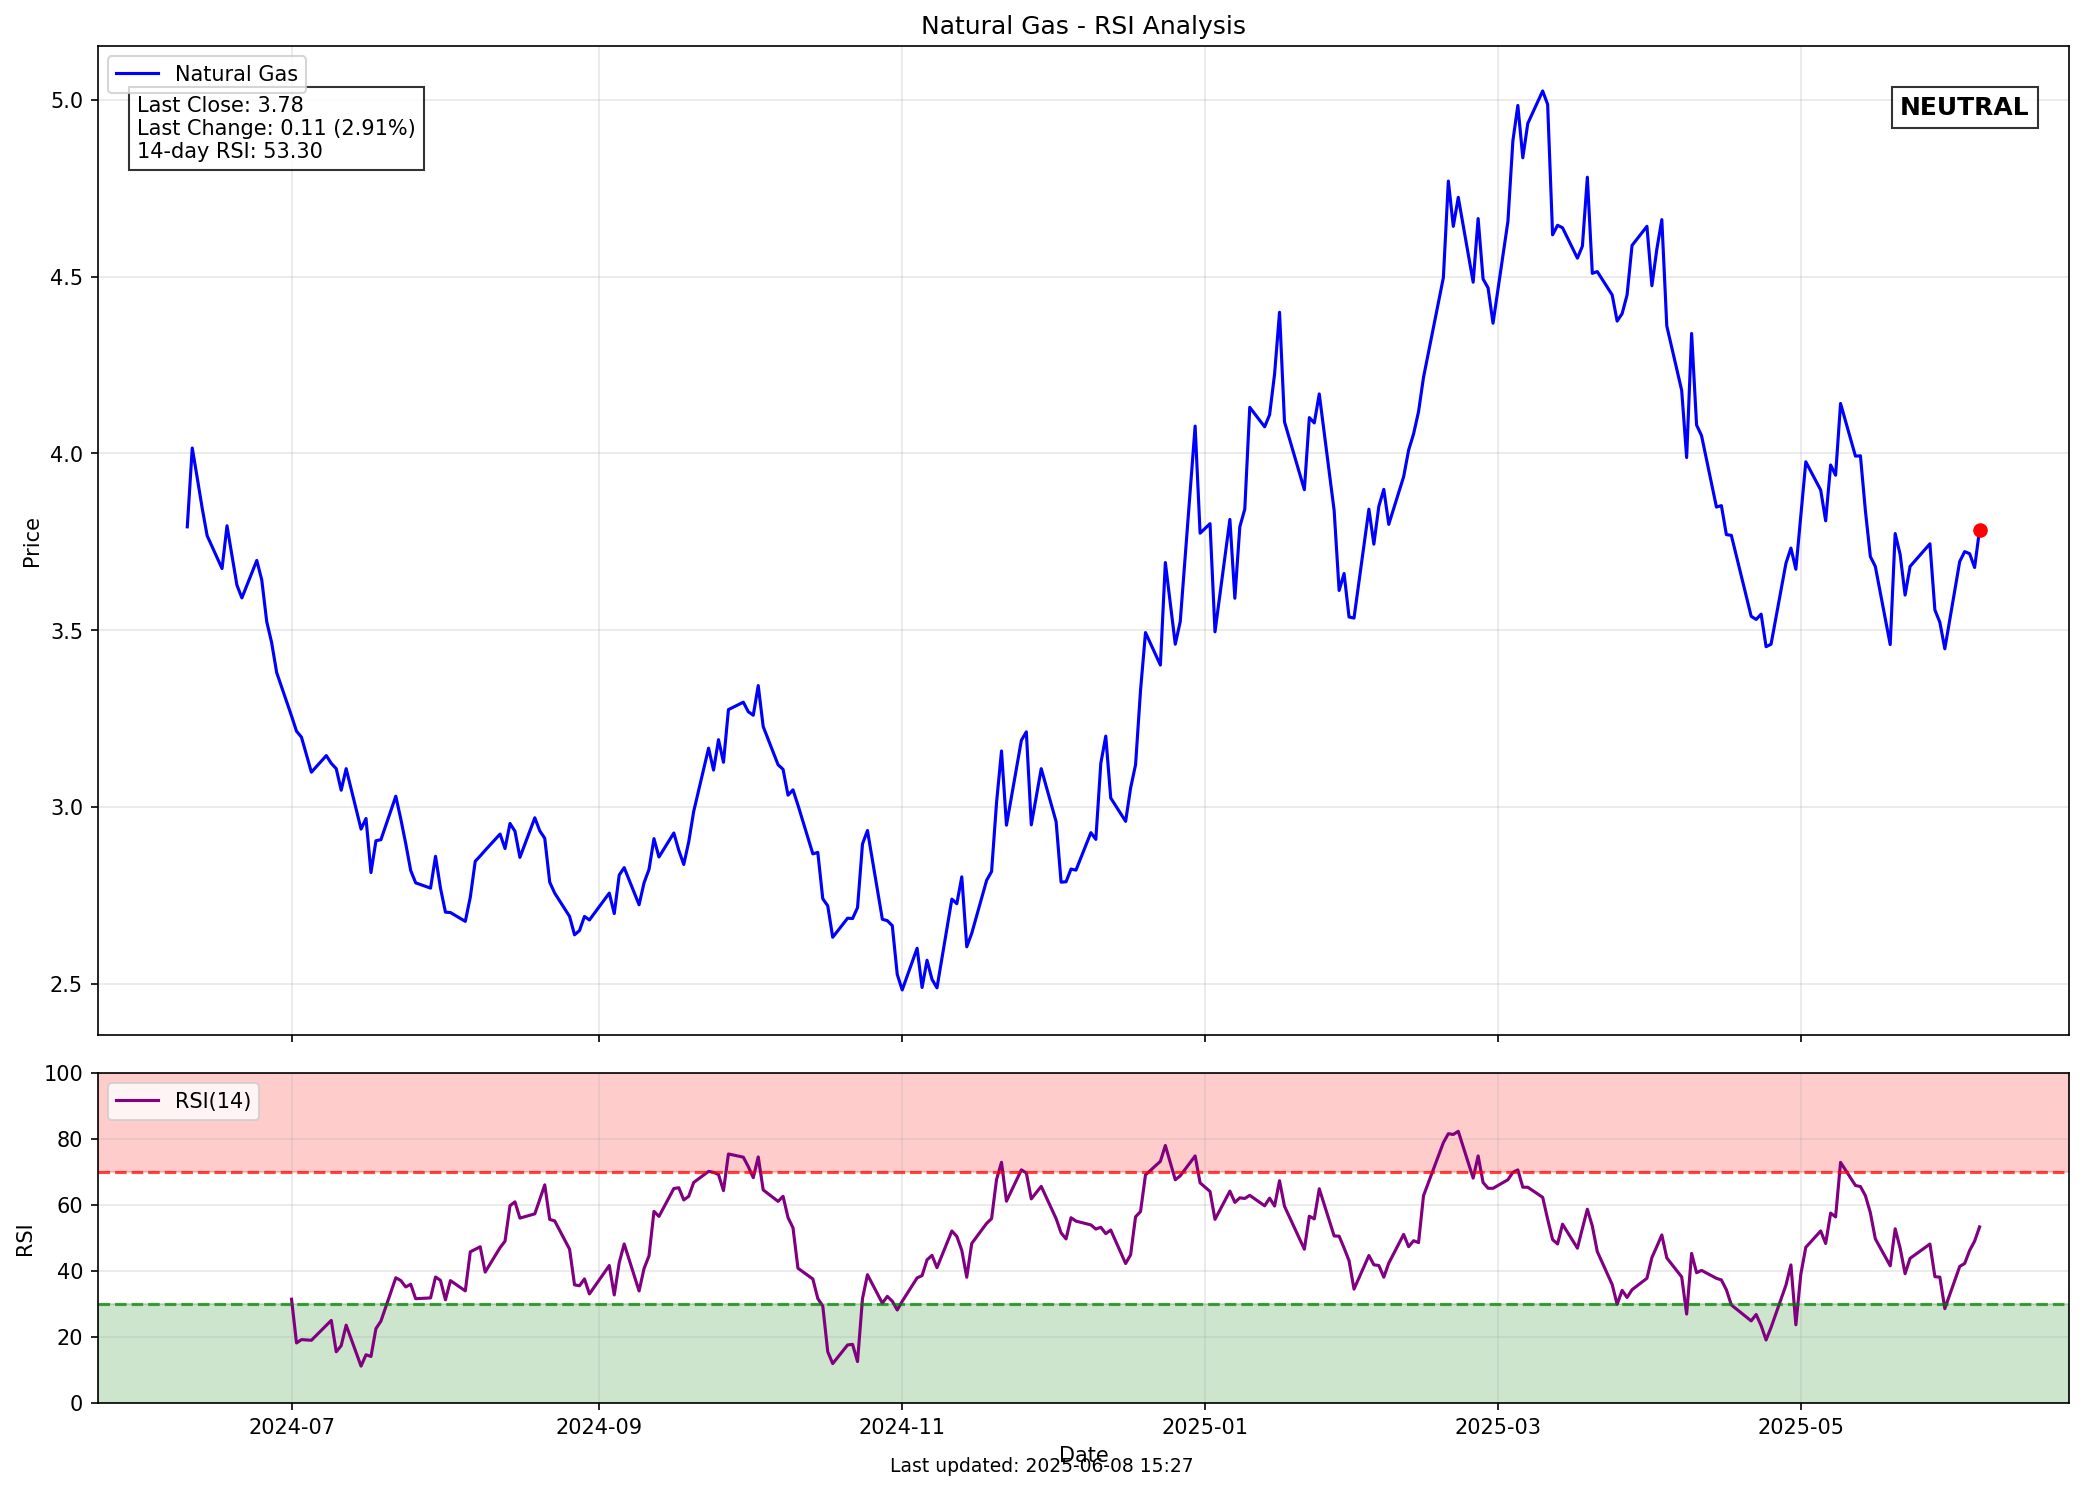 Natural Gas - RSI Analysis
Natural Gas
Last Close: 3.78
Last Change: 0.11 (2.91%)
14-day RSI: 53.30
NEUTRAL
Price
5.0
4.5
4.0
3.5
3.0
2.5
RSI(14)
RSI
100
80
60
40
20
0
2024-07
2024-09
2024-11
2025-01
2025-03
2025-05
Date
Last updated: 2025-06-08 15:27